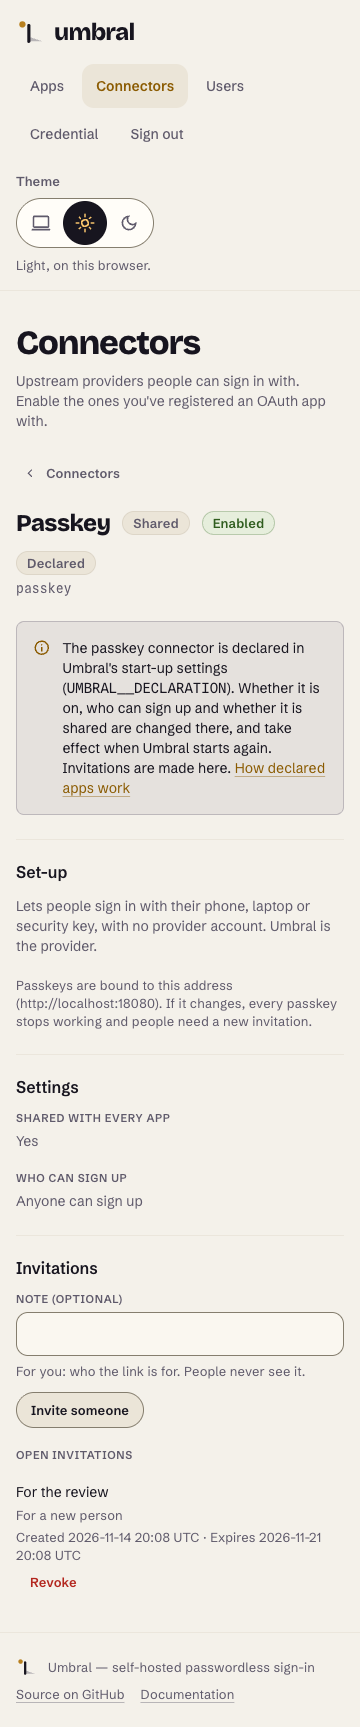 umbral
Apps Connectors Users
Credential Sign out
Theme
Light, on this browser.
Connectors
Upstream providers people can sign in with.
Enable the ones you've registered an OAuth app
with.
Connectors
Passkey Shared Enabled
Declared
passkey
The passkey connector is declared in
Umbral's start-up settings
(UMBRAL__DECLARATION). Whether it is
on, who can sign up and whether it is
shared are changed there, and take
effect when Umbral starts again.
Invitations are made here. How declared
apps work
Set-up
Lets people sign in with their phone, laptop or
security key, with no provider account. Umbral is
the provider.
Passkeys are bound to this address
(http://localhost:18080). If it changes, every passkey
stops working and people need a new invitation.
Settings
SHARED WITH EVERY APP
Yes
WHO CAN SIGN UP
Anyone can sign up
Invitations
NOTE (OPTIONAL)
For you: who the link is for. People never see it.
Invite someone
OPEN INVITATIONS
For the review
For a new person
Created 2026-11-14 20:08 UTC · Expires 2026-11-21
20:08 UTC
Revoke
Umbral — self-hosted passwordless sign-in
Source on GitHub Documentation